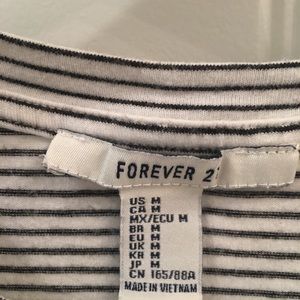 FOREVER 2
US M
CA M
MX/ECU M
BR M
EU M
UK M
KR M
JP M
CN 165/88A
MADE IN VIETNAM